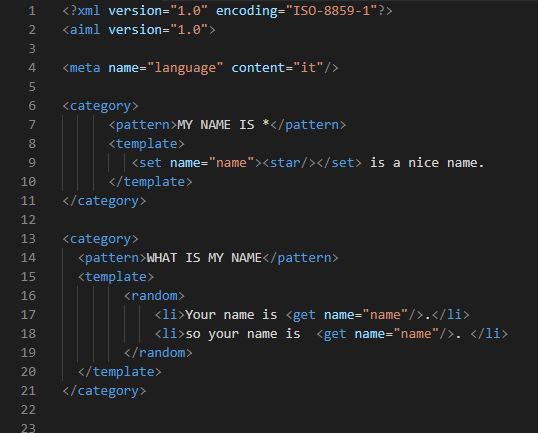 1 <?xml version="1.0" encoding="ISO-8859-1"?>
2 <aiml version="1.0">
3
4 <meta name="language" content="it"/>
5
6 <category>
7 <pattern>MY NAME IS *</pattern>
8 <template>
9 <set name="name"><star/></set> is a nice name.
10 </template>
11 </category>
12
13 <category>
14 <pattern>WHAT IS MY NAME</pattern>
15 <template>
16 <random>
17 <li>Your name is <get name="name"/>.</li>
18 <li>so your name is  <get name="name"/>. </li>
19 </random>
20 </template>
21 </category>
22
23